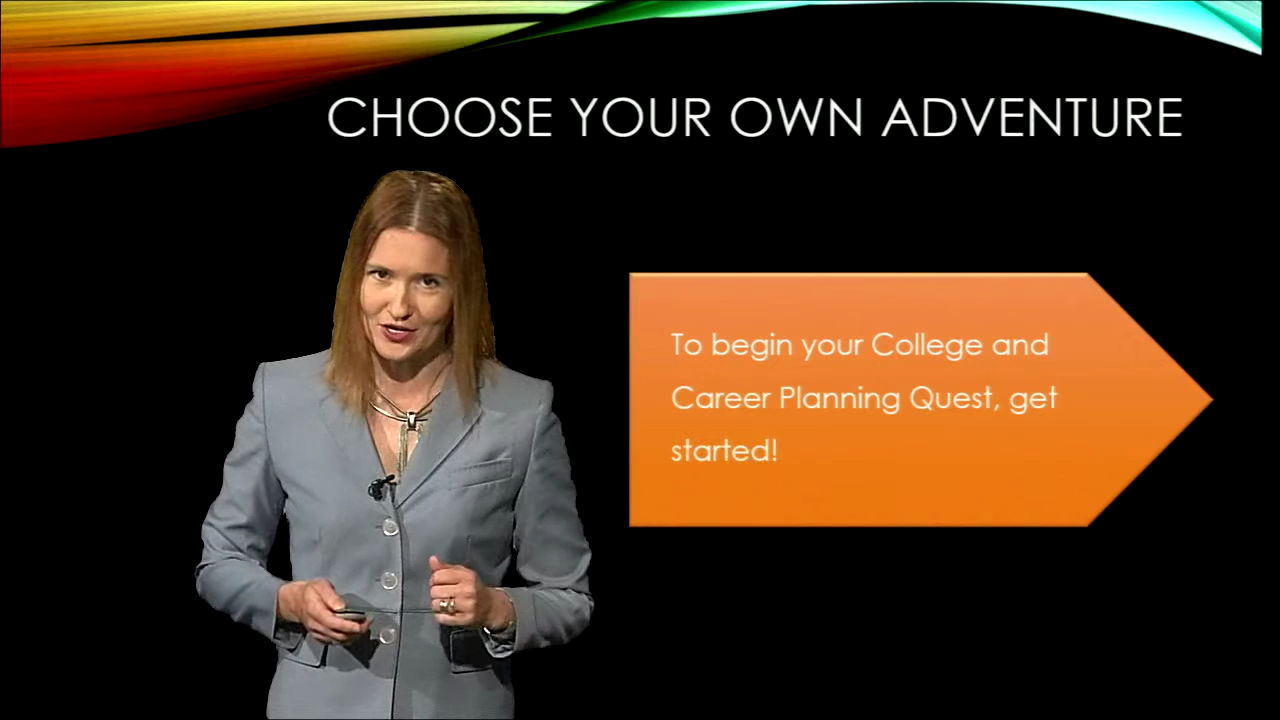 CHOOSE YOUR OWN ADVENTURE
To begin your College and
Career Planning Quest, get
started!